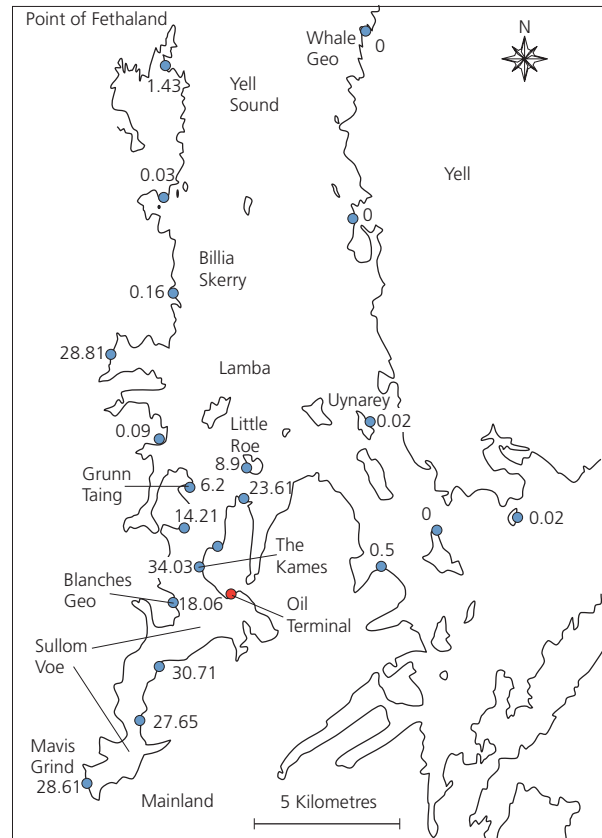 Point of Fethaland
Whale
Geo
0
N
1.43
Yell
Sound
0.03
Yell
0
Billia
Skerry
0.16
28.81
Lamba
Uynarey
0.02
0.09
Little
Roe
8.9
Grunn
Taing
6.2
23.61
14.21
0
0.02
The
Kames
34.03
0.5
Blanches
Geo
18.06
Oil
Terminal
Sullom
Voe
30.71
27.65
Mavis
Grind
28.61
Mainland
5 Kilometres